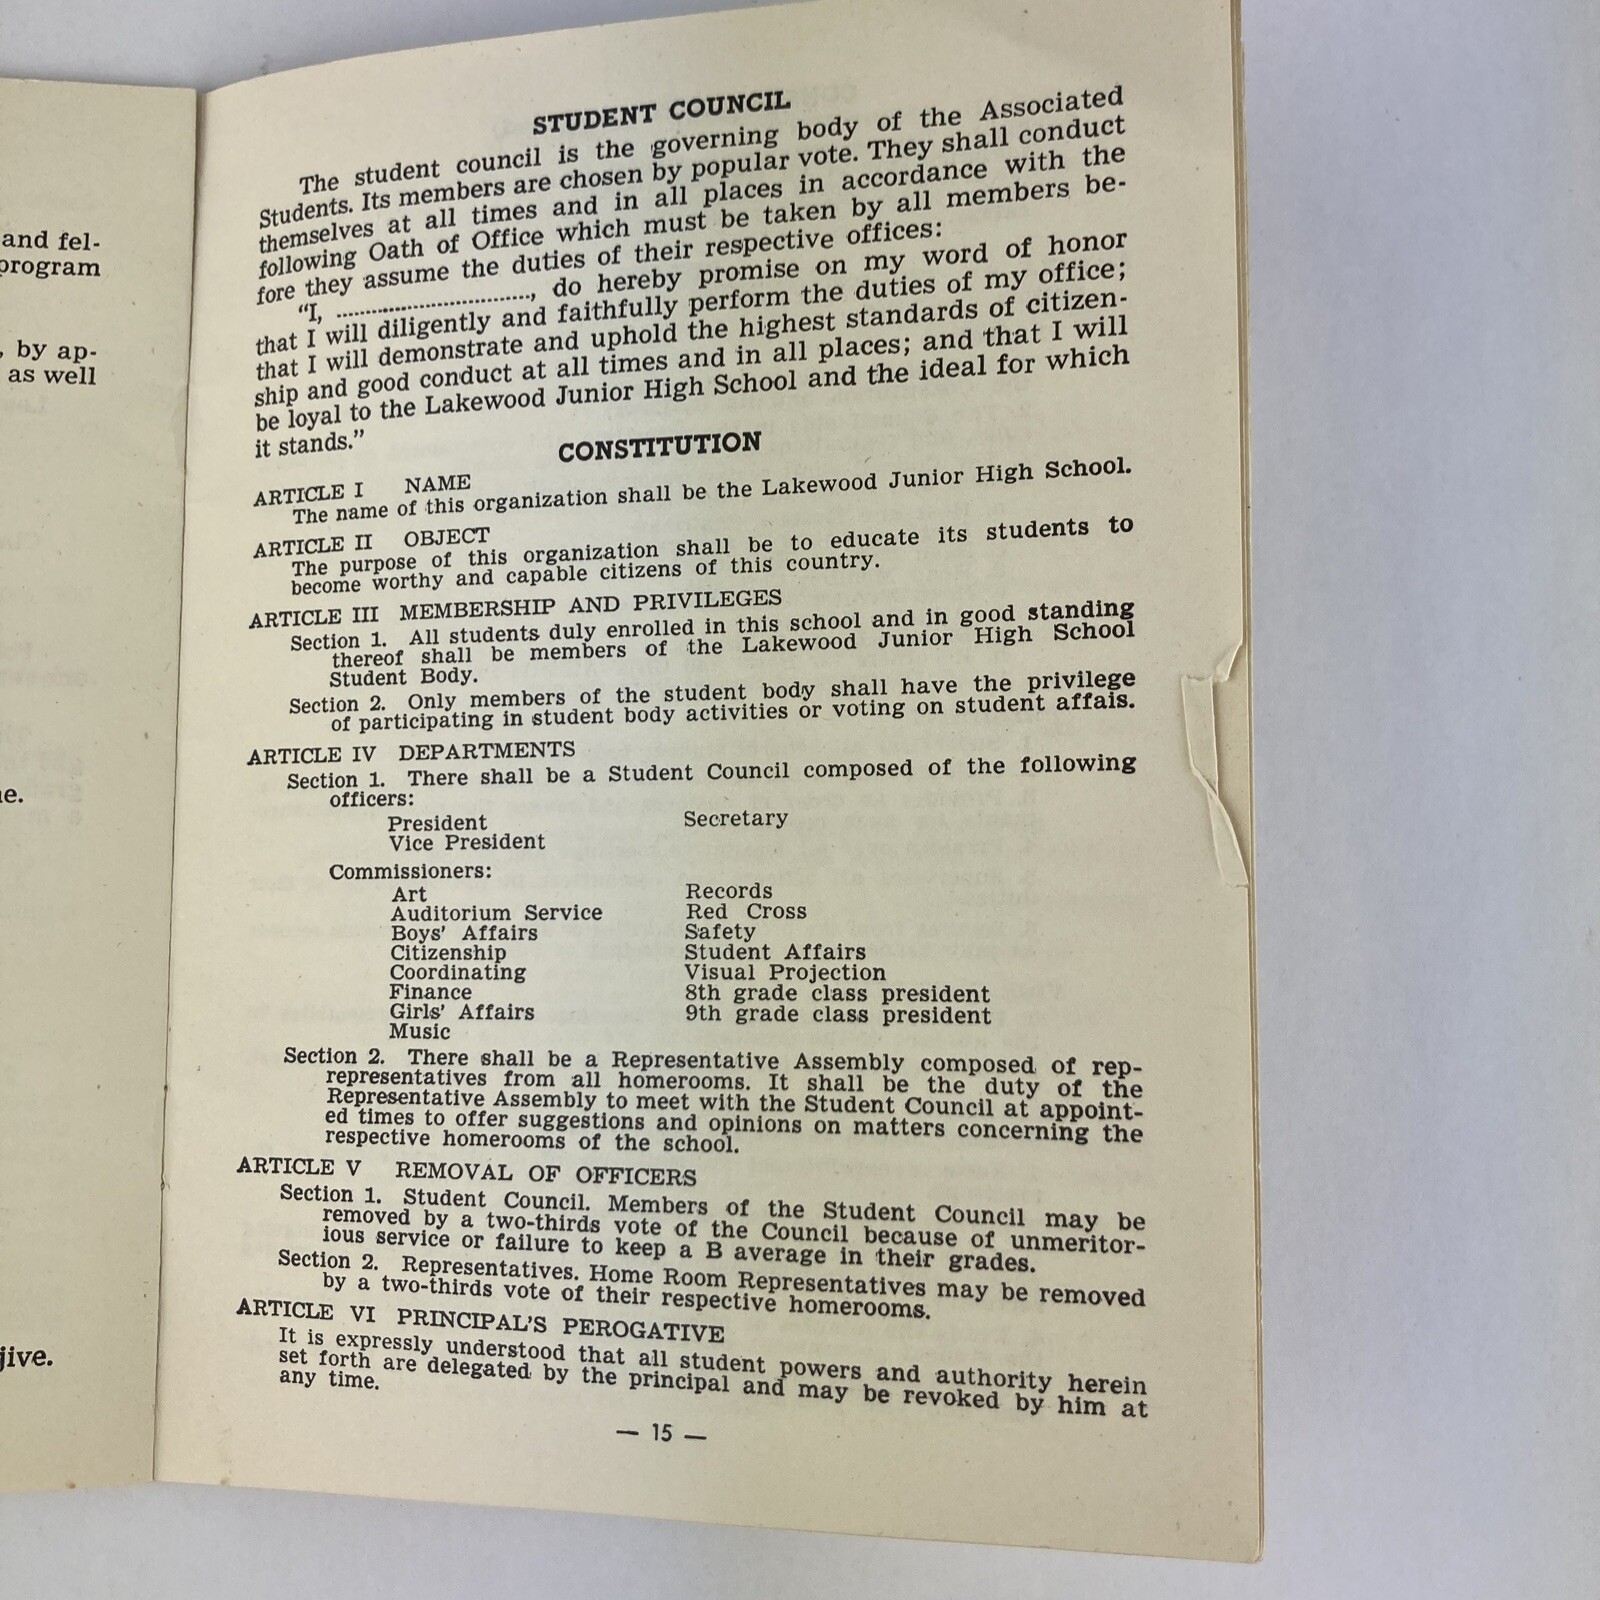 and fel-
program
, by ap-
as well
jive.
STUDENT COUNCIL
The student council is the governing body of the Associated
Students. Its members are chosen by popular vote. They shall conduct
themselves at all times and in all places in accordance with the
following Oath of Office which must be taken by all members be-
fore they assume the duties of their respective offices:
"I, ..............................., do hereby promise on my word of honor
that I will diligently and faithfully perform the duties of my office;
that I will demonstrate and uphold the highest standards of citizen-
ship and good conduct at all times and in all places; and that I will
be loyal to the Lakewood Junior High School and the ideal for which
it stands."
CONSTITUTION
ARTICLE I NAME
The name of this organization shall be the Lakewood Junior High School.
ARTICLE II OBJECT
The purpose of this organization shall be to educate its students to
become worthy and capable citizens of this country.
ARTICLE III MEMBERSHIP AND PRIVILEGES
Section 1. All students duly enrolled in this school and in good standing
thereof shall be members of the Lakewood Junior High School
Student Body.
Section 2. Only members of the student body shall have the privilege
of participating in student body activities or voting on student affais.
ARTICLE IV DEPARTMENTS
Section 1. There shall be a Student Council composed of the following
officers:
President Secretary
Vice President
Commissioners:
Art Records
Auditorium Service Red Cross
Boys' Affairs Safety
Citizenship Student Affairs
Coordinating Visual Projection
Finance 8th grade class president
Girls' Affairs 9th grade class president
Music
Section 2. There shall be a Representative Assembly composed of rep-
representatives from all homerooms. It shall be the duty of the
Representative Assembly to meet with the Student Council at appoint-
ed times to offer suggestions and opinions on matters concerning the
respective homerooms of the school.
ARTICLE V REMOVAL OF OFFICERS
Section 1. Student Council. Members of the Student Council may be
removed by a two-thirds vote of the Council because of unmeritor-
ious service or failure to keep a B average in their grades.
Section 2. Representatives. Home Room Representatives may be removed
by a two-thirds vote of their respective homerooms.
ARTICLE VI PRINCIPAL'S PEROGATIVE
It is expressly understood that all student powers and authority herein
set forth are delegated by the principal and may be revoked by him at
any time.
— 15 —